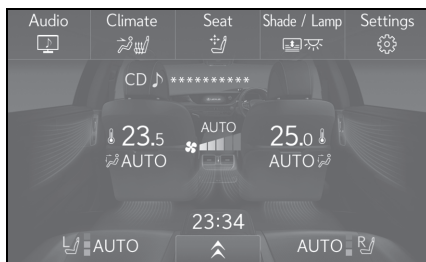 Audio Climate Seat Shade / Lamp Settings
CD **********
AUTO
23.5 25.0
AUTO AUTO
23:34
L AUTO AUTO R